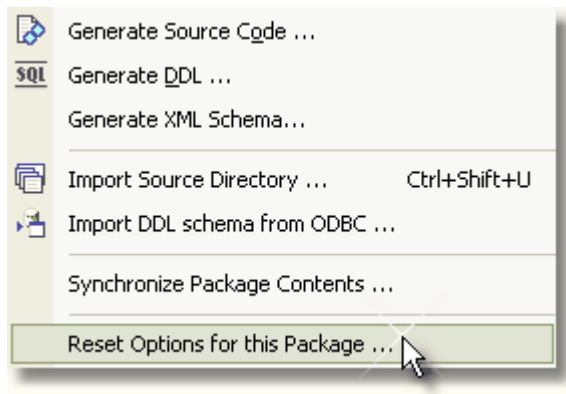 Generate Source Code ...
SQL Generate DDL ...
Generate XML Schema...
Import Source Directory ... Ctrl+Shift+U
Import DDL schema from ODBC ...
Synchronize Package Contents ...
Reset Options for this Package ...